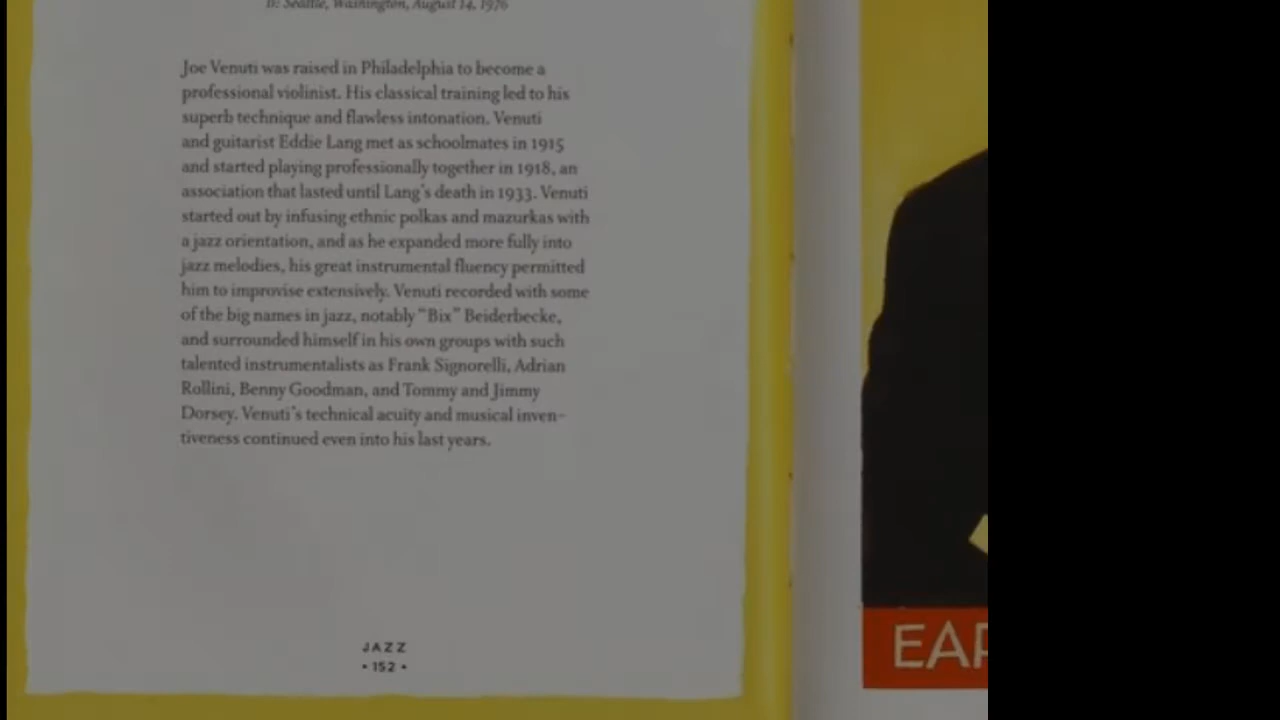 D: Seattle, Washington, August 14, 1976
Joe Venuti was raised in Philadelphia to become a
professional violinist. His classical training led to his
superb technique and flawless intonation. Venuti
and guitarist Eddie Lang met as schoolmates in 1915
and started playing professionally together in 1918, an
association that lasted until Lang's death in 1933. Venuti
started out by infusing ethnic polkas and mazurkas with
a jazz orientation, and as he expanded more fully into
jazz melodies, his great instrumental fluency permitted
him to improvise extensively. Venuti recorded with some
of the big names in jazz, notably "Bix" Beiderbecke,
and surrounded himself in his own groups with such
talented instrumentalists as Frank Signorelli, Adrian
Rollini, Benny Goodman, and Tommy and Jimmy
Dorsey. Venuti's technical acuity and musical inven-
tiveness continued even into his last years.
JAZZ
• 152 •